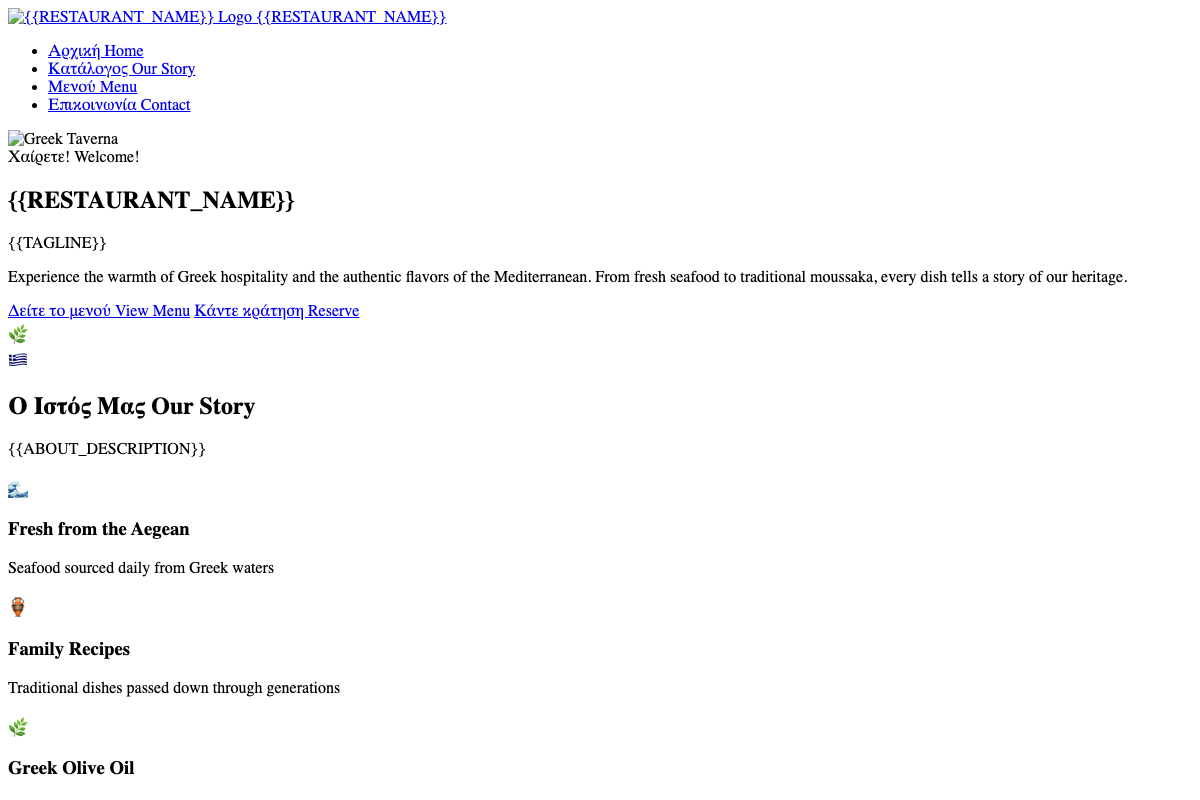 {{RESTAURANT_NAME}} Logo {{RESTAURANT_NAME}}
Αρχική Home
Κατάλογος Our Story
Μενού Menu
Επικοινωνία Contact
Greek Taverna
Χαίρετε! Welcome!
{{RESTAURANT_NAME}}
{{TAGLINE}}
Experience the warmth of Greek hospitality and the authentic flavors of the Mediterranean. From fresh seafood to traditional moussaka, every dish tells a story of our heritage.
Δείτε το μενού View Menu Κάντε κράτηση Reserve
Ο Ιστός Μας Our Story
{{ABOUT_DESCRIPTION}}
Fresh from the Aegean
Seafood sourced daily from Greek waters
Family Recipes
Traditional dishes passed down through generations
Greek Olive Oil